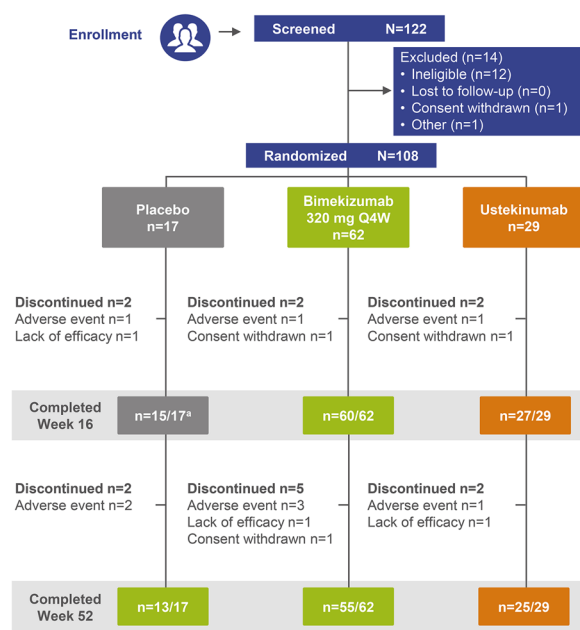 Enrollment
Screened N=122
Excluded (n=14)
• Ineligible (n=12)
• Lost to follow-up (n=0)
• Consent withdrawn (n=1)
• Other (n=1)
Randomized N=108
Placebo
n=17
Bimekizumab
320 mg Q4W
n=62
Ustekinumab
n=29
Discontinued n=2
Adverse event n=1
Lack of efficacy n=1
Discontinued n=2
Adverse event n=1
Consent withdrawn n=1
Discontinued n=2
Adverse event n=1
Consent withdrawn n=1
Completed
Week 16
n=15/17ᵃ
n=60/62
n=27/29
Discontinued n=2
Adverse event n=2
Discontinued n=5
Adverse event n=3
Lack of efficacy n=1
Consent withdrawn n=1
Discontinued n=2
Adverse event n=1
Lack of efficacy n=1
Completed
Week 52
n=13/17
n=55/62
n=25/29